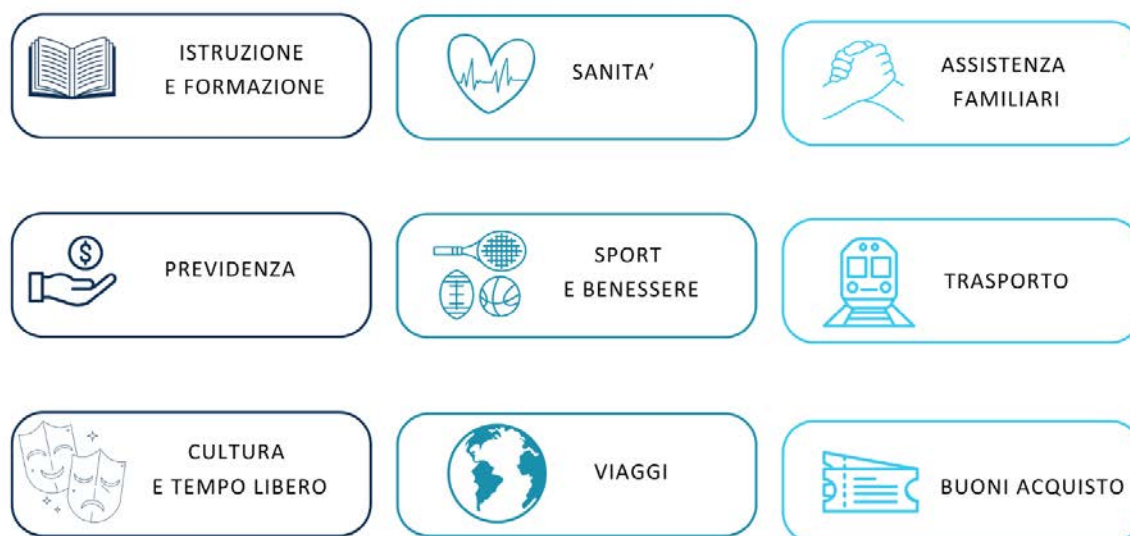 ISTRUZIONE
E FORMAZIONE
SANITA’
ASSISTENZA
FAMILIARI
PREVIDENZA
SPORT
E BENESSERE
TRASPORTO
CULTURA
E TEMPO LIBERO
VIAGGI
BUONI ACQUISTO